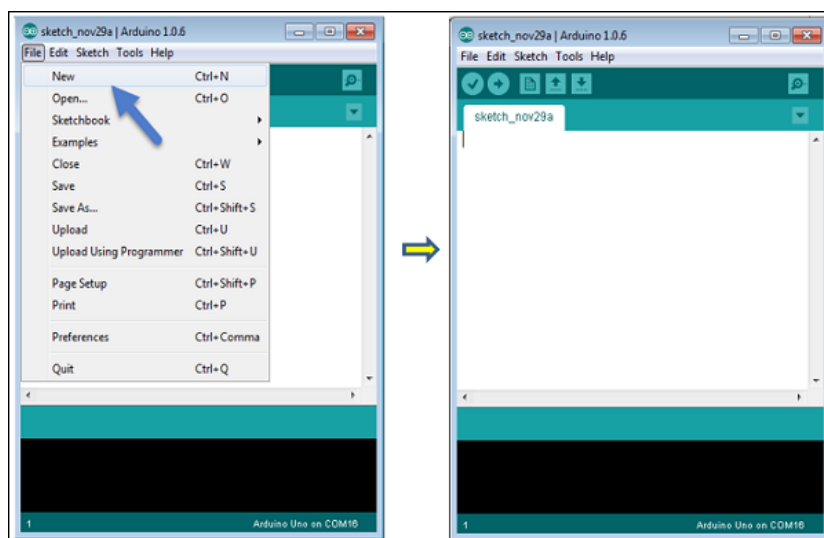 sketch_nov29a | Arduino 1.0.6
File Edit Sketch Tools Help
New Ctrl+N
Open... Ctrl+O
Sketchbook
Examples
Close Ctrl+W
Save Ctrl+S
Save As... Ctrl+Shift+S
Upload Ctrl+U
Upload Using Programmer Ctrl+Shift+U
Page Setup Ctrl+Shift+P
Print Ctrl+P
Preferences Ctrl+Comma
Quit Ctrl+Q
1 Arduino Uno on COM16
sketch_nov29a | Arduino 1.0.6
File Edit Sketch Tools Help
sketch_nov29a
1 Arduino Uno on COM16